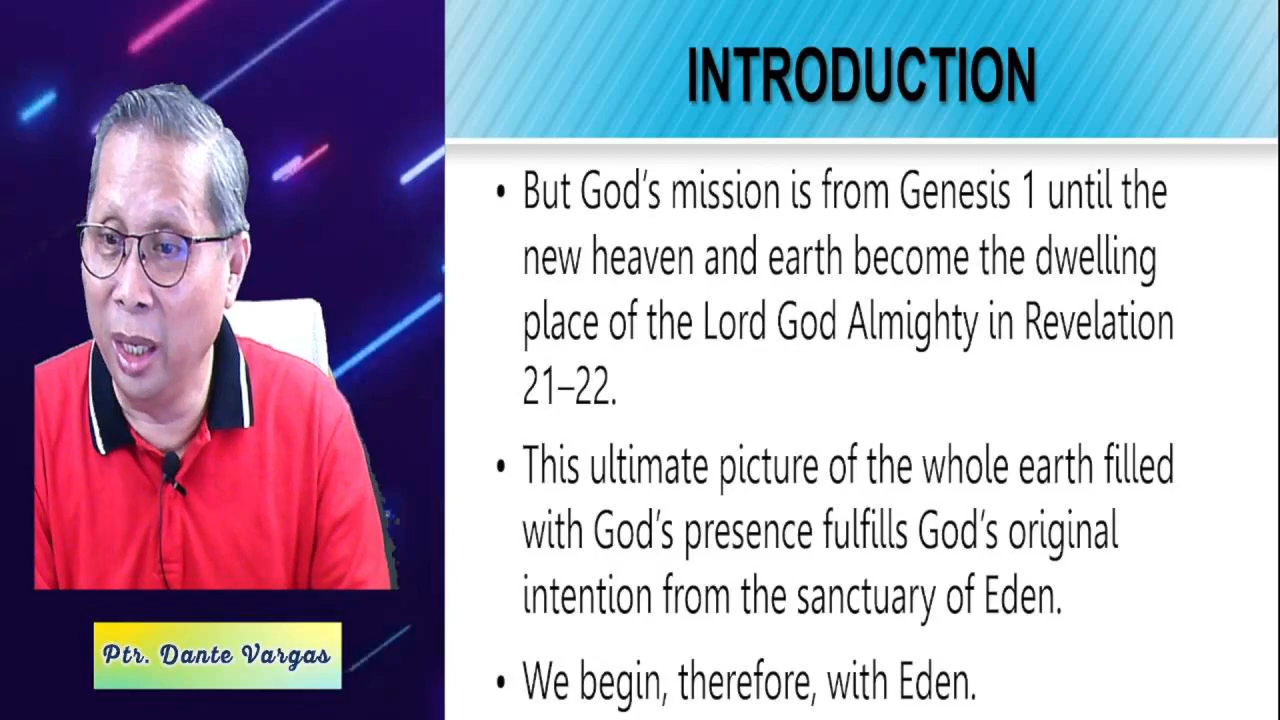 INTRODUCTION
• But God's mission is from Genesis 1 until the
new heaven and earth become the dwelling
place of the Lord God Almighty in Revelation
21–22.
• This ultimate picture of the whole earth filled
with God's presence fulfills God's original
intention from the sanctuary of Eden.
• We begin, therefore, with Eden.
Ptr. Dante Vargas